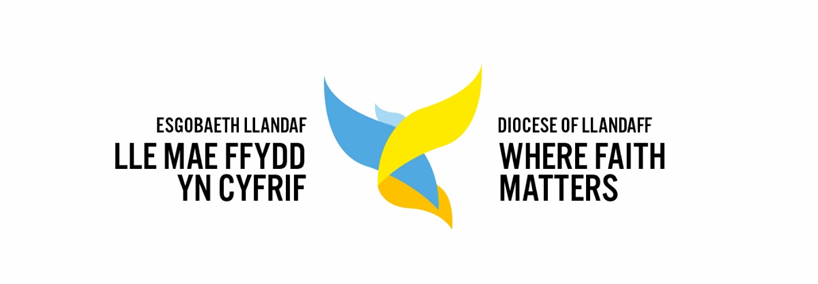 ESGOBAETH LLANDAF
LLE MAE FFYDD
YN CYFRIF
DIOCESE OF LLANDAFF
WHERE FAITH
MATTERS